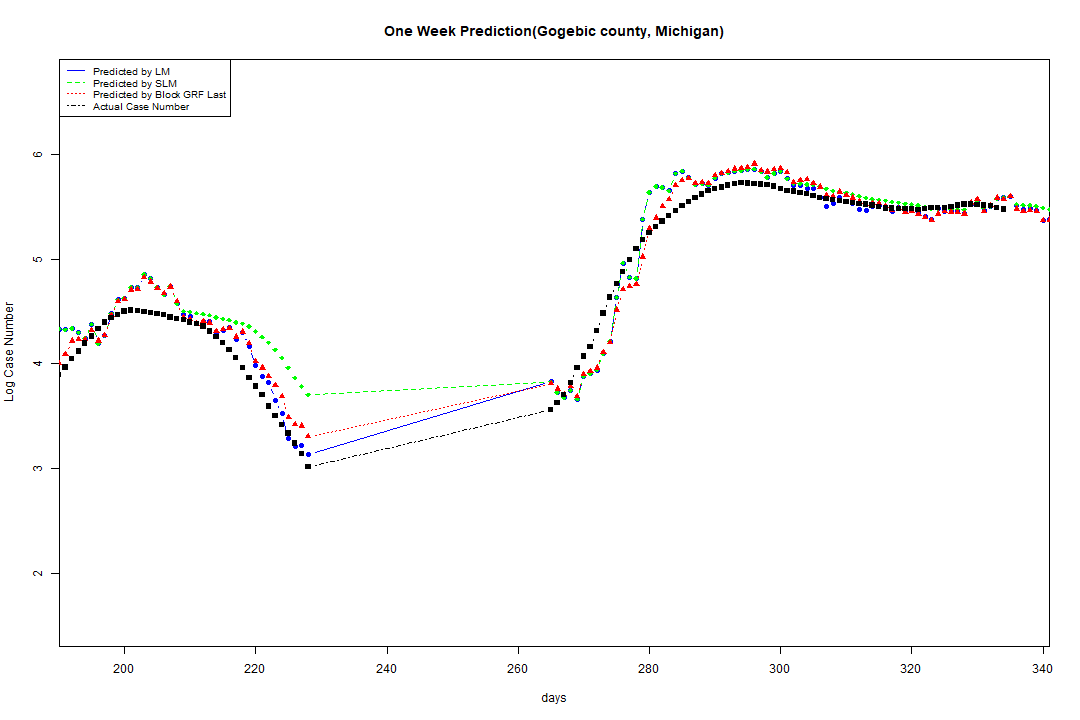 One Week Prediction(Gogebic county, Michigan)
Predicted by LM
Predicted by SLM
Predicted by Block GRF Last
Actual Case Number
6
5
4
3
2
Log Case Number
200 220 240 260 280 300 320 340
days